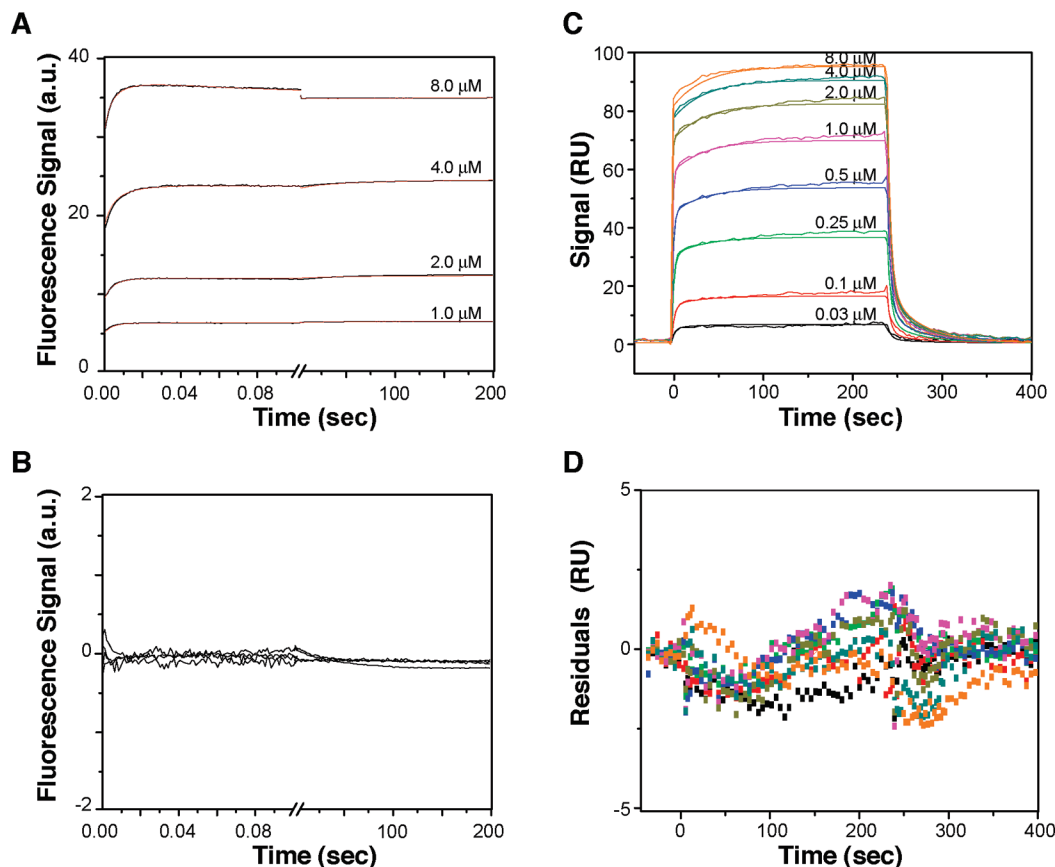 A
Fluorescence Signal (a.u.)
40
20
0
8.0 µM
4.0 µM
2.0 µM
1.0 µM
0.00 0.04 0.08 100 200
Time (sec)
C
Signal (RU)
100
80
60
40
20
0
8.0 µM
4.0 µM
2.0 µM
1.0 µM
0.5 µM
0.25 µM
0.1 µM
0.03 µM
0 100 200 300 400
Time (sec)
B
Fluorescence Signal (a.u.)
2
1
0
-1
-2
0.00 0.04 0.08 100 200
Time (sec)
D
Residuals (RU)
5
0
-5
0 100 200 300 400
Time (sec)